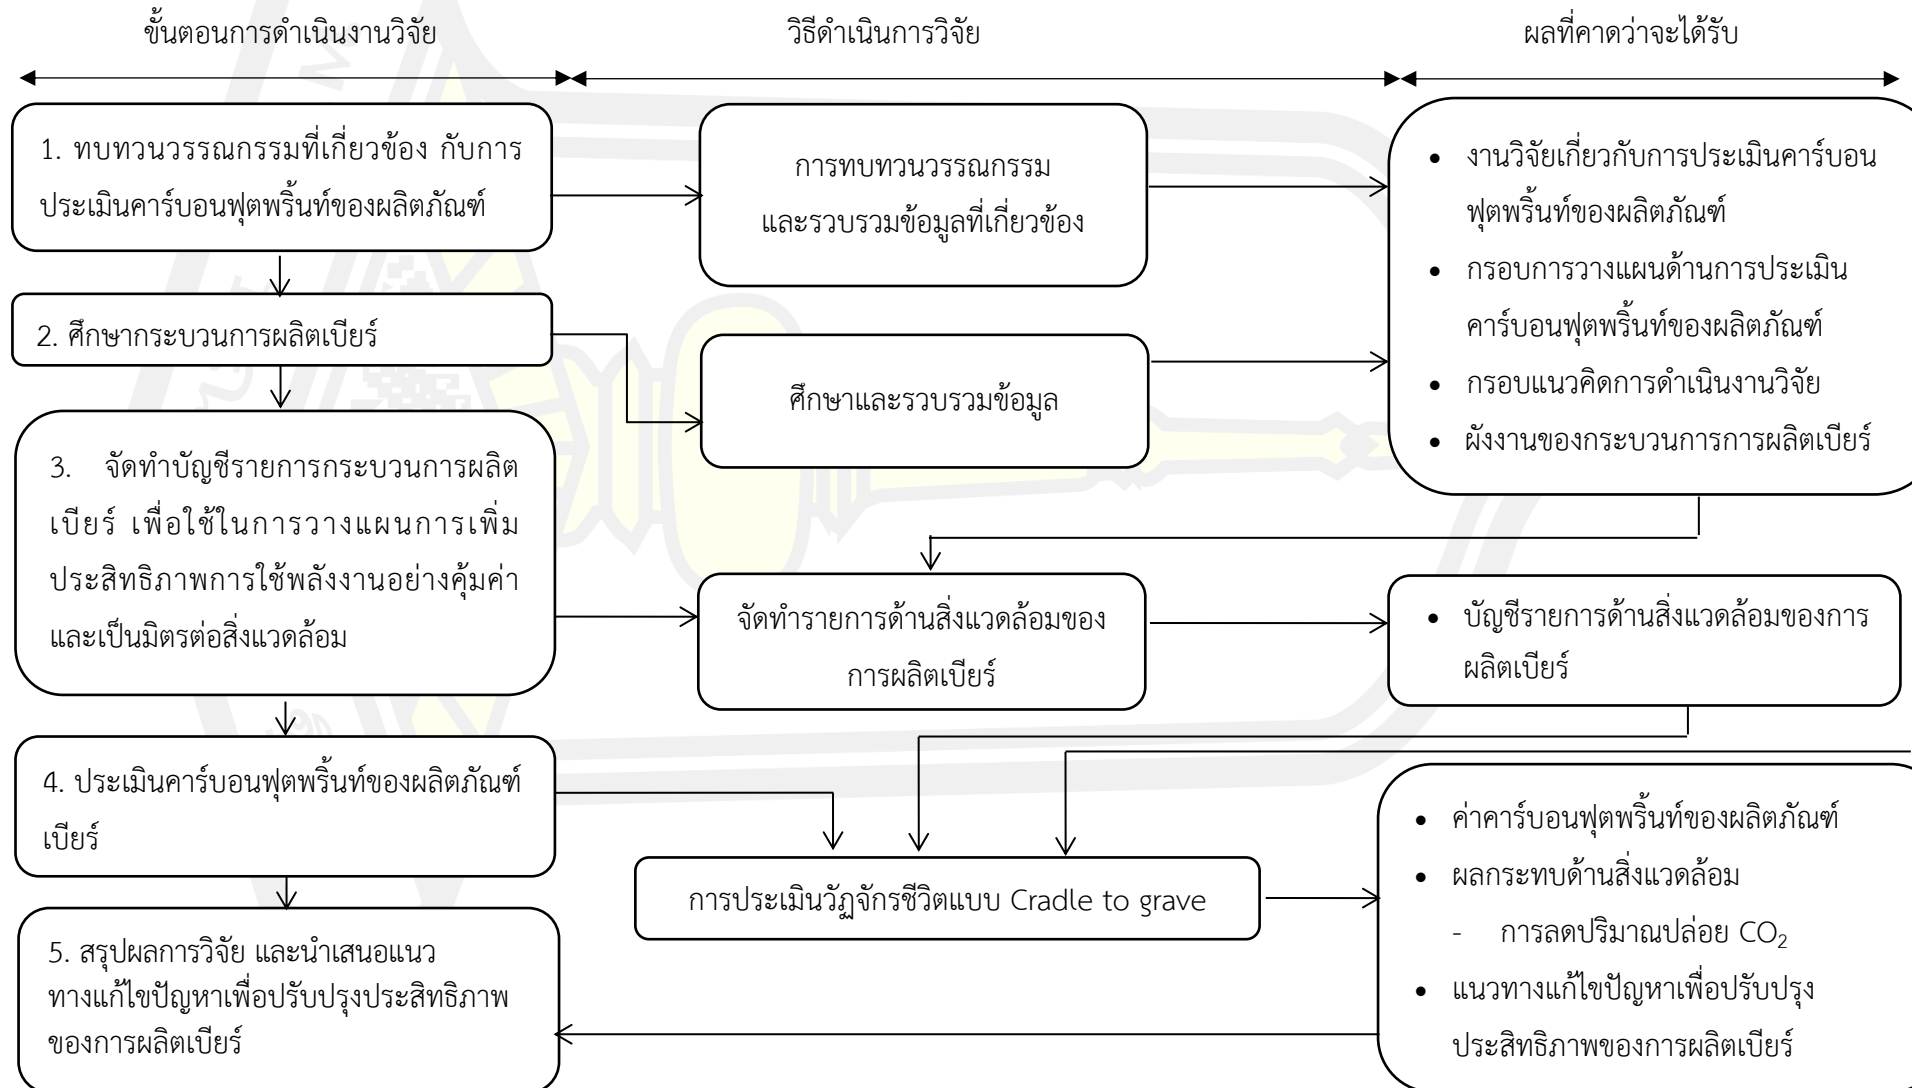 ขั้นตอนการดำเนินงานวิจัย
วิธีดำเนินการวิจัย
ผลที่คาดว่าจะได้รับ
1. ทบทวนวรรณกรรมที่เกี่ยวข้อง กับการ
ประเมินคาร์บอนฟุตพริ้นท์ของผลิตภัณฑ์
การทบทวนวรรณกรรม
และรวบรวมข้อมูลที่เกี่ยวข้อง
• งานวิจัยเกี่ยวกับการประเมินคาร์บอน
ฟุตพริ้นท์ของผลิตภัณฑ์
• กรอบการวางแผนด้านการประเมิน
คาร์บอนฟุตพริ้นท์ของผลิตภัณฑ์
• กรอบแนวคิดการดำเนินงานวิจัย
• ผังงานของกระบวนการการผลิตเบียร์
2. ศึกษากระบวนการผลิตเบียร์
ศึกษาและรวบรวมข้อมูล
3. จัดทำบัญชีรายการกระบวนการผลิต
เบียร์ เพื่อใช้ในการวางแผนการเพิ่ม
ประสิทธิภาพการใช้พลังงานอย่างคุ้มค่า
และเป็นมิตรต่อสิ่งแวดล้อม
จัดทำรายการด้านสิ่งแวดล้อมของ
การผลิตเบียร์
• บัญชีรายการด้านสิ่งแวดล้อมของการ
ผลิตเบียร์
4. ประเมินคาร์บอนฟุตพริ้นท์ของผลิตภัณฑ์
เบียร์
การประเมินวัฏจักรชีวิตแบบ Cradle to grave
• ค่าคาร์บอนฟุตพริ้นท์ของผลิตภัณฑ์
• ผลกระทบด้านสิ่งแวดล้อม
- การลดปริมาณปล่อย CO₂
• แนวทางแก้ไขปัญหาเพื่อปรับปรุง
ประสิทธิภาพของการผลิตเบียร์
5. สรุปผลการวิจัย และนำเสนอแนว
ทางแก้ไขปัญหาเพื่อปรับปรุงประสิทธิภาพ
ของการผลิตเบียร์